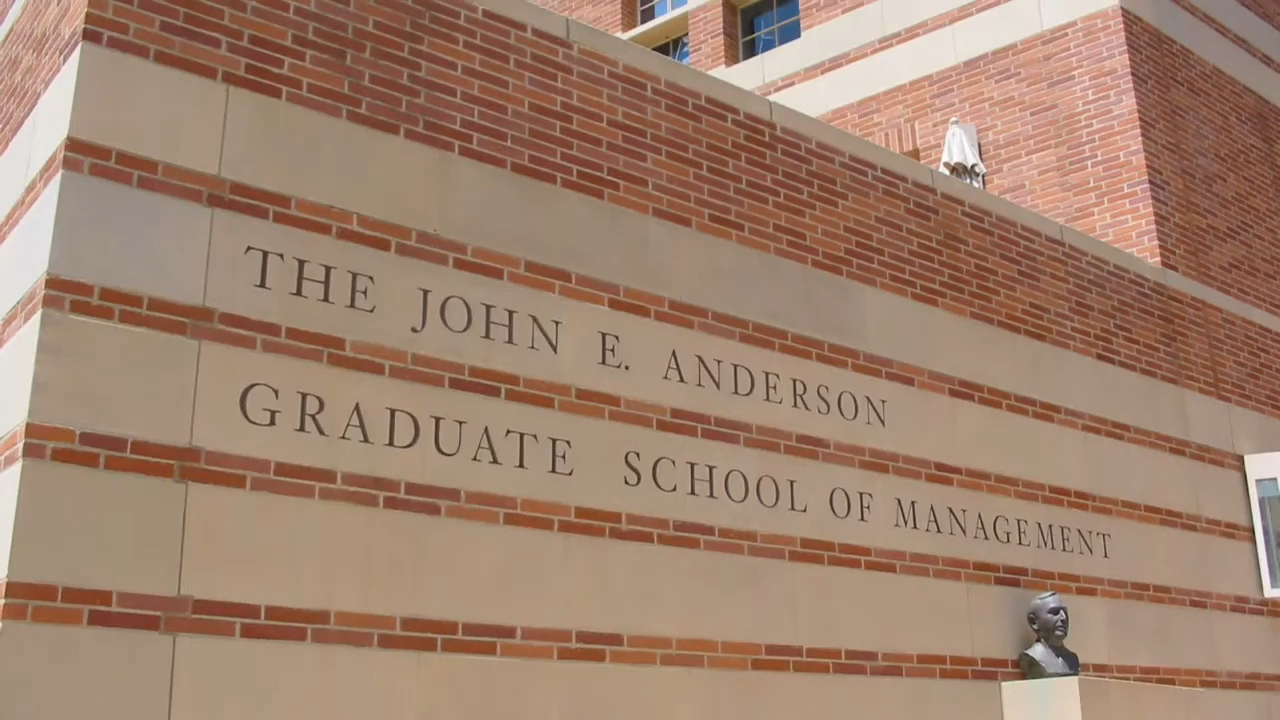 THE JOHN E. ANDERSON
GRADUATE SCHOOL OF MANAGEMENT